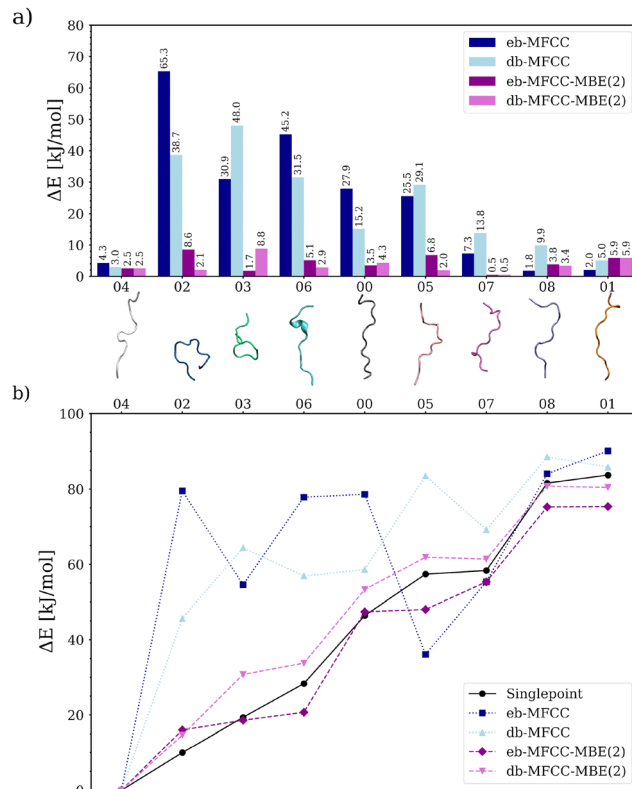 a)
ΔE [kJ/mol]
80
70
60
50
40
30
20
10
0
eb-MFCC
db-MFCC
eb-MFCC-MBE(2)
db-MFCC-MBE(2)
4.3 3.0 2.5 2.5
65.3 38.7 8.6 2.1
30.9 48.0 1.7 8.8
45.2 31.5 5.1 2.9
27.9 15.2 3.5 4.3
25.5 29.1 6.8 2.0
7.3 13.8 0.5 0.5
1.8 9.9 3.8 3.4
2.0 5.0 5.9 5.9
04 02 03 06 00 05 07 08 01
b)
04 02 03 06 00 05 07 08 01
ΔE [kJ/mol]
100
80
60
40
20
0
Singlepoint
eb-MFCC
db-MFCC
eb-MFCC-MBE(2)
db-MFCC-MBE(2)